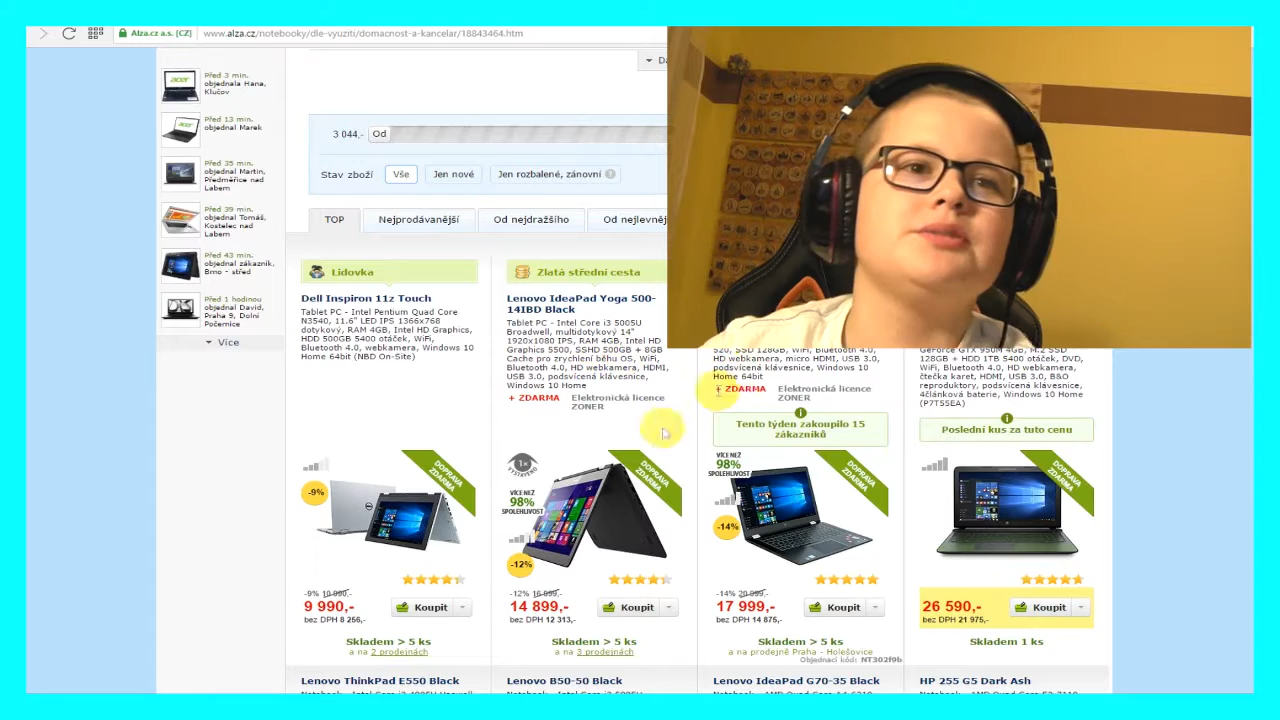 Alza.cz a.s. [CZ]
www.alza.cz/notebooky/dle-vyuziti/domacnost-a-kancelar/18843464.htm
Před 3 min.
objednala Hana,
Klučov
Před 13 min.
objednal Marek
Před 35 min.
objednal Martin,
Předměřice nad
Labem
Před 39 min.
objednal Tomáš,
Kostelec nad
Labem
Před 43 min.
objednal zákazník,
Brno - střed
Před 1 hodinou
objednal David,
Praha 9, Dolní
Počernice
Více
3 044,-
Od
Stav zboží
Vše
Jen nové
Jen rozbalené, zánovní ?
TOP
Nejprodávanější
Od nejdražšího
Od nejlevněj
Lidovka
Dell Inspiron 11z Touch
Tablet PC - Intel Pentium Quad Core
N3540, 11.6" LED IPS 1366x768
dotykový, RAM 4GB, Intel HD Graphics,
HDD 500GB 5400 otáček, WiFi,
Bluetooth 4.0, webkamera, Windows 10
Home 64bit (NBD On-Site)
DOPRAVA
ZDARMA
-9%
-9% 10 990,-
9 990,-
Koupit
bez DPH 8 256,-
Skladem > 5 ks
a na 2 prodejnách
Zlatá střední cesta
Lenovo IdeaPad Yoga 500-
14IBD Black
Tablet PC - Intel Core i3 5005U
Broadwell, multidotykový 14"
1920x1080 IPS, RAM 4GB, Intel HD
Graphics 5500, SSHD 500GB + 8GB
Cache pro zrychlení běhu OS, WiFi,
Bluetooth 4.0, HD webkamera, HDMI,
USB 3.0, podsvícená klávesnice,
Windows 10 Home
+ ZDARMA
Elektronická licence
ZONER
1x
VYSTAVENO
VÍCE NEŽ
98%
SPOLEHLIVOST
DOPRAVA
ZDARMA
-12%
-12% 16 899,-
14 899,-
Koupit
bez DPH 12 313,-
Skladem > 5 ks
a na 3 prodejnách
520, SSD 128GB, WiFi, Bluetooth 4.0,
HD webkamera, micro HDMI, USB 3.0,
podsvícená klávesnice, Windows 10
Home 64bit
+ ZDARMA
Elektronická licence
ZONER
Tento týden zakoupilo 15
zákazníků
VÍCE NEŽ
98%
SPOLEHLIVOST
DOPRAVA
ZDARMA
-14%
-14% 20 999,-
17 999,-
Koupit
bez DPH 14 875,-
Skladem > 5 ks
a na prodejně Praha - Holešovice
Objednací kód: NT302f9b
GeForce GTX 950M 4GB, M.2 SSD
128GB + HDD 1TB 5400 otáček, DVD,
WiFi, Bluetooth 4.0, webkamera,
čtečka karet, HDMI, USB 3.0, B&O
reproduktory, podsvícená klávesnice,
4článková baterie, Windows 10 Home
(P7T5SEA)
Poslední kus za tuto cenu
DOPRAVA
ZDARMA
26 590,-
Koupit
bez DPH 21 975,-
Skladem 1 ks
Lenovo ThinkPad E550 Black
Lenovo B50-50 Black
Lenovo IdeaPad G70-35 Black
HP 255 G5 Dark Ash